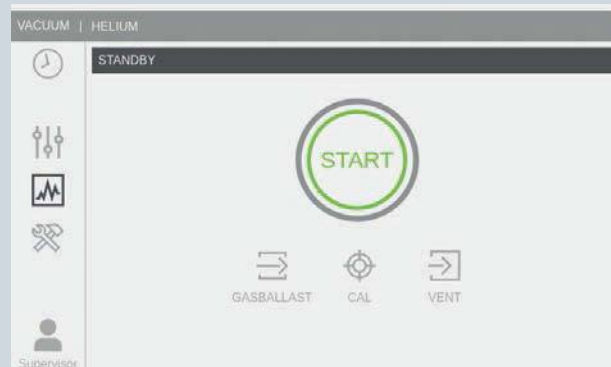 VACUUM | HELIUM
STANDBY
START
GASBALLAST CAL VENT
Supervisor